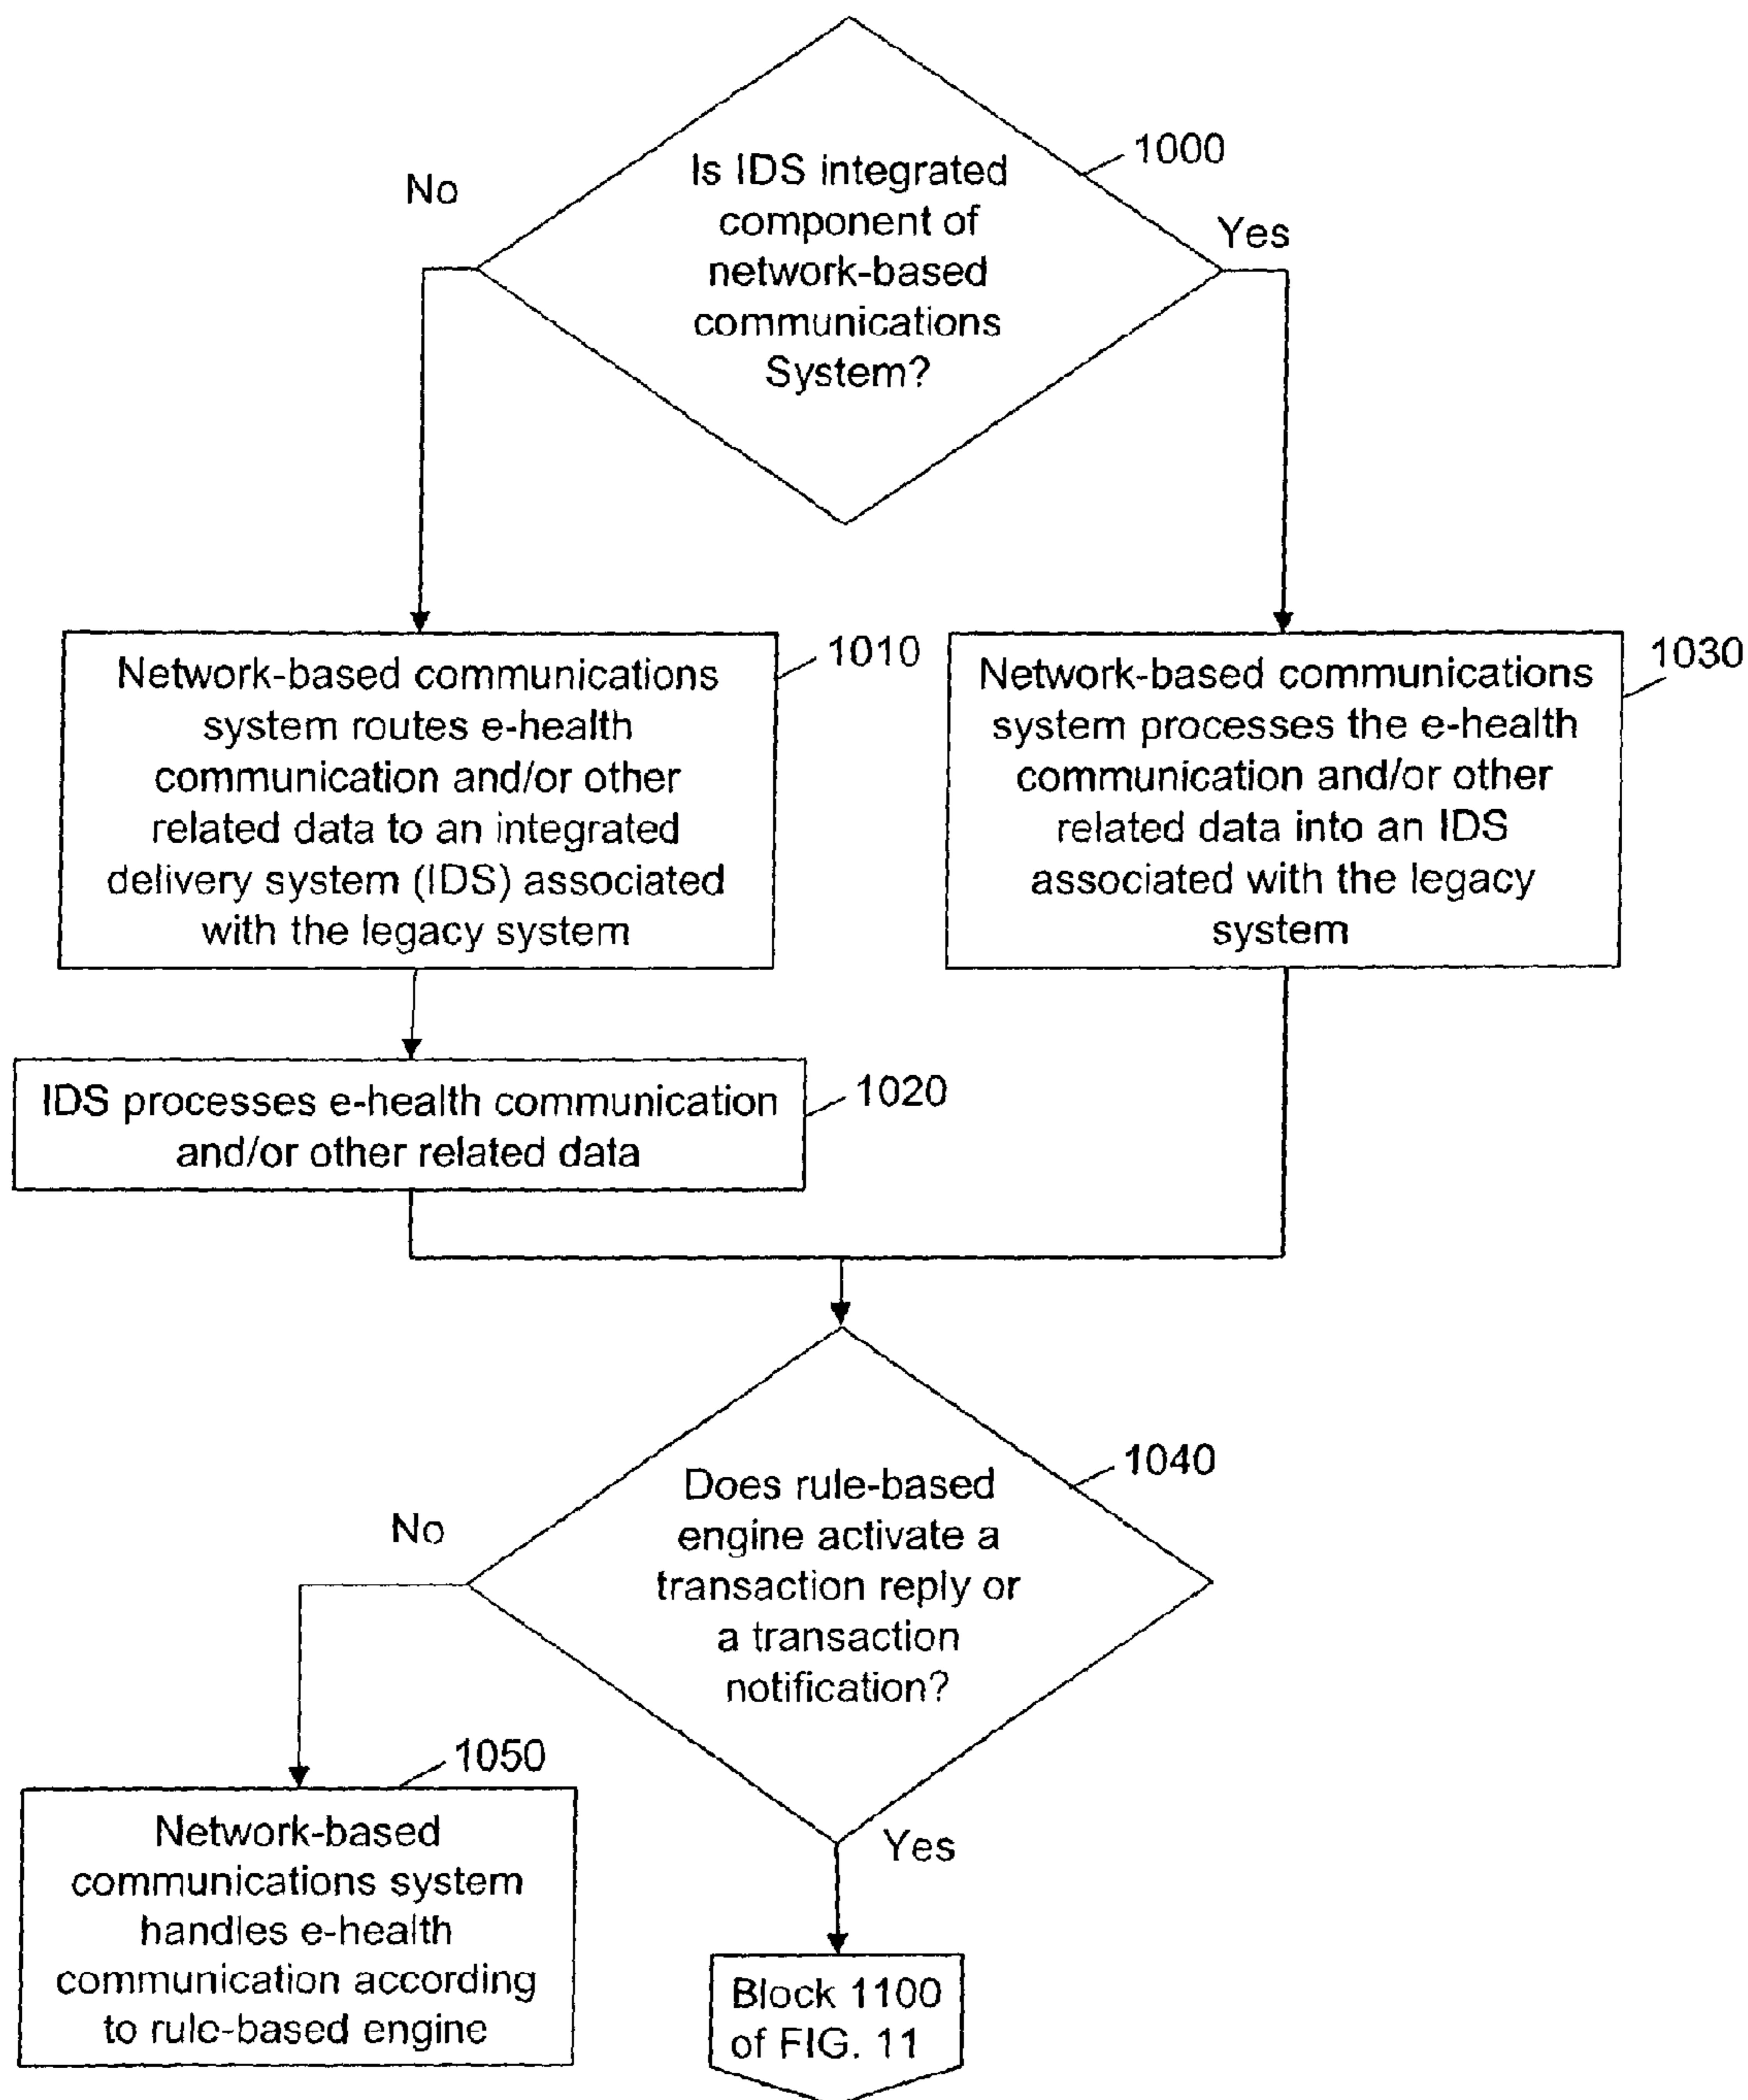 1000
Is IDS integrated
component of
network-based
communications
System?
No
Yes
1010
Network-based communications
system routes e-health
communication and/or other
related data to an integrated
delivery system (IDS) associated
with the legacy system
1030
Network-based communications
system processes the e-health
communication and/or other
related data into an IDS
associated with the legacy
system
1020
IDS processes e-health communication
and/or other related data
1040
Does rule-based
engine activate a
transaction reply or
a transaction
notification?
No
Yes
1050
Network-based
communications system
handles e-health
communication according
to rule-based engine
Block 1100
of FIG. 11